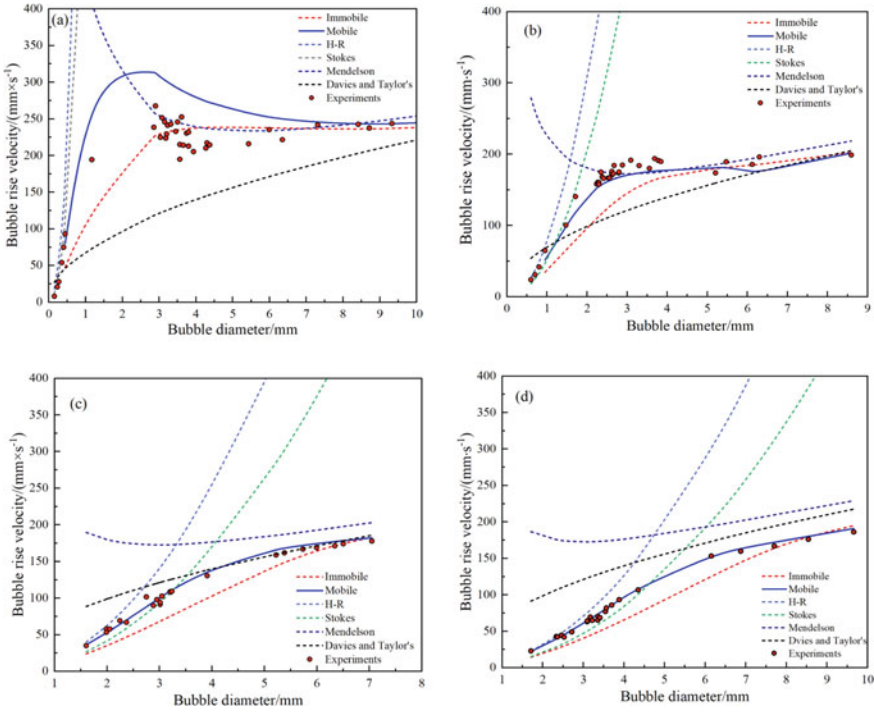 (a)
Immobile
Mobile
H-R
Stokes
Mendelson
Davies and Taylor's
Experiments
400
350
300
250
200
150
100
50
0
Bubble rise velocity/(mm×s⁻¹)
0 1 2 3 4 5 6 7 8 9 10
Bubble diameter/mm
(b)
Immobile
Mobile
H-R
Stokes
Mendelson
Davies and Taylor's
Experiments
400
300
200
100
0
Bubble rise velocity/(mm·s⁻¹)
0 1 2 3 4 5 6 7 8 9
Bubble diameter/mm
(c)
Immobile
Mobile
H-R
Stokes
Mendelson
Davies and Taylor's
Experiments
400
350
300
250
200
150
100
50
0
Bubble rise velocity/(mm×s⁻¹)
1 2 3 4 5 6 7 8
Bubble diameter/mm
(d)
Immobile
Mobile
H-R
Stokes
Mendelson
Dvies and Taylor's
Experiments
400
350
300
250
200
150
100
50
0
Bubble rise velocity/(mm·s⁻¹)
1 2 3 4 5 6 7 8 9 10
Bubble diameter/mm